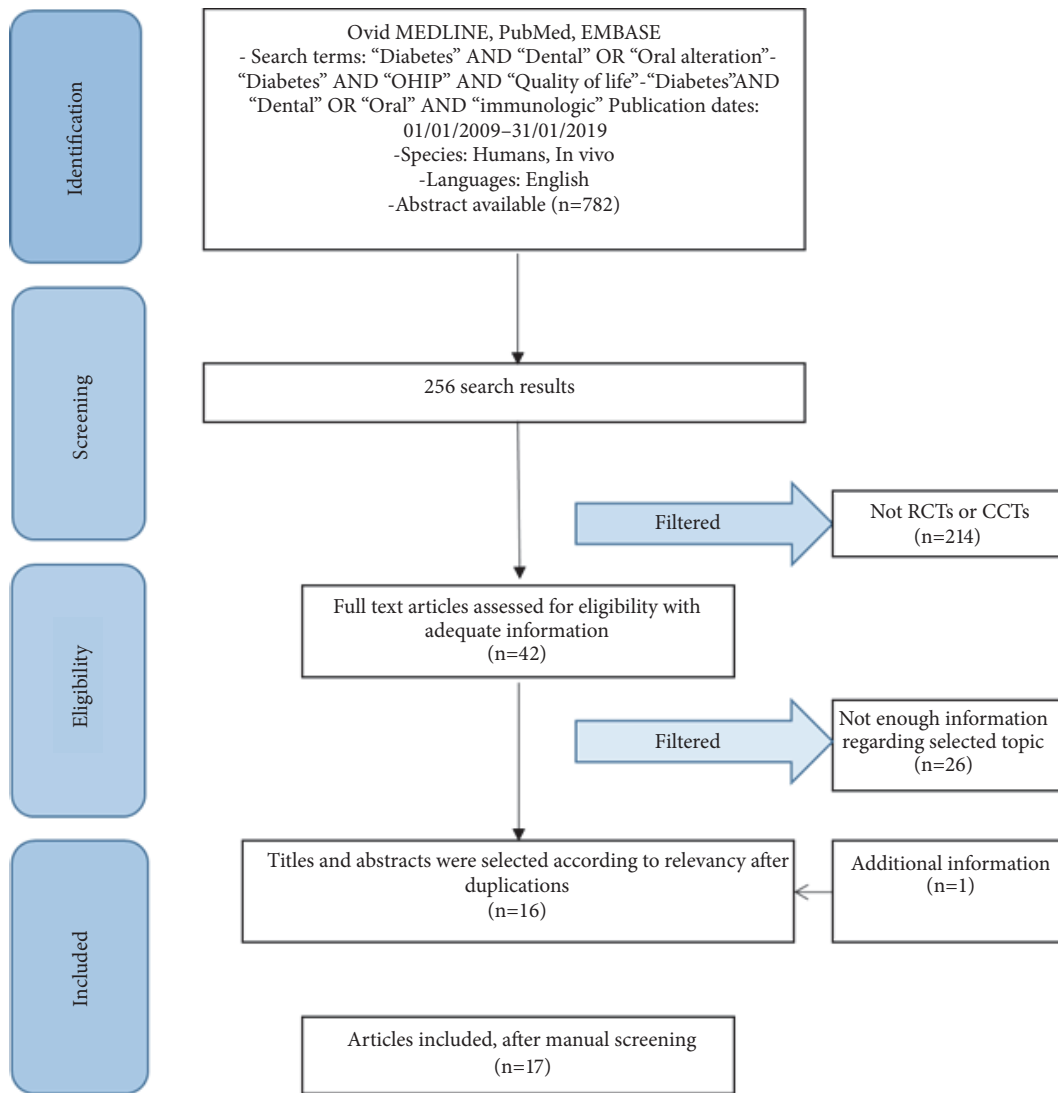 Identification
Ovid MEDLINE, PubMed, EMBASE
- Search terms: “Diabetes” AND “Dental” OR “Oral alteration”-
“Diabetes” AND “OHIP” AND “Quality of life”-“Diabetes”AND
“Dental” OR “Oral” AND “immunologic” Publication dates:
01/01/2009–31/01/2019
-Species: Humans, In vivo
-Languages: English
-Abstract available (n=782)
Screening
256 search results
Filtered
Not RCTs or CCTs
(n=214)
Eligibility
Full text articles assessed for eligibility with
adequate information
(n=42)
Filtered
Not enough information
regarding selected topic
(n=26)
Included
Titles and abstracts were selected according to relevancy after
duplications
(n=16)
Additional information
(n=1)
Articles included, after manual screening
(n=17)